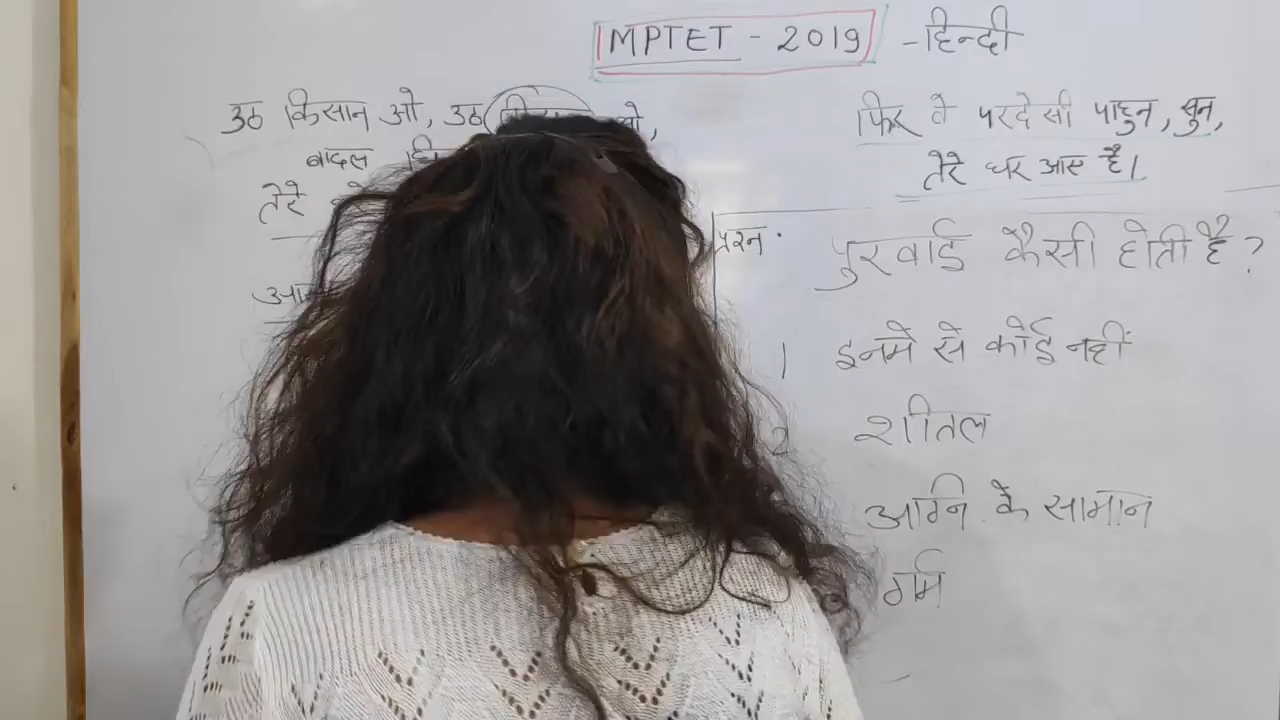 MPTET - 2019 - हिन्दी
उठ किसान ओ, उठ ओ,
बादल
तेरे
फिर वे परदेसी पाहुन, सुन,
तेरे घर आए है।
प्रश्न · पुरवाई कैसी होती है ?
1 इनमे से कोई नहीं
2 शीतल
अग्नि के सामान
गर्म